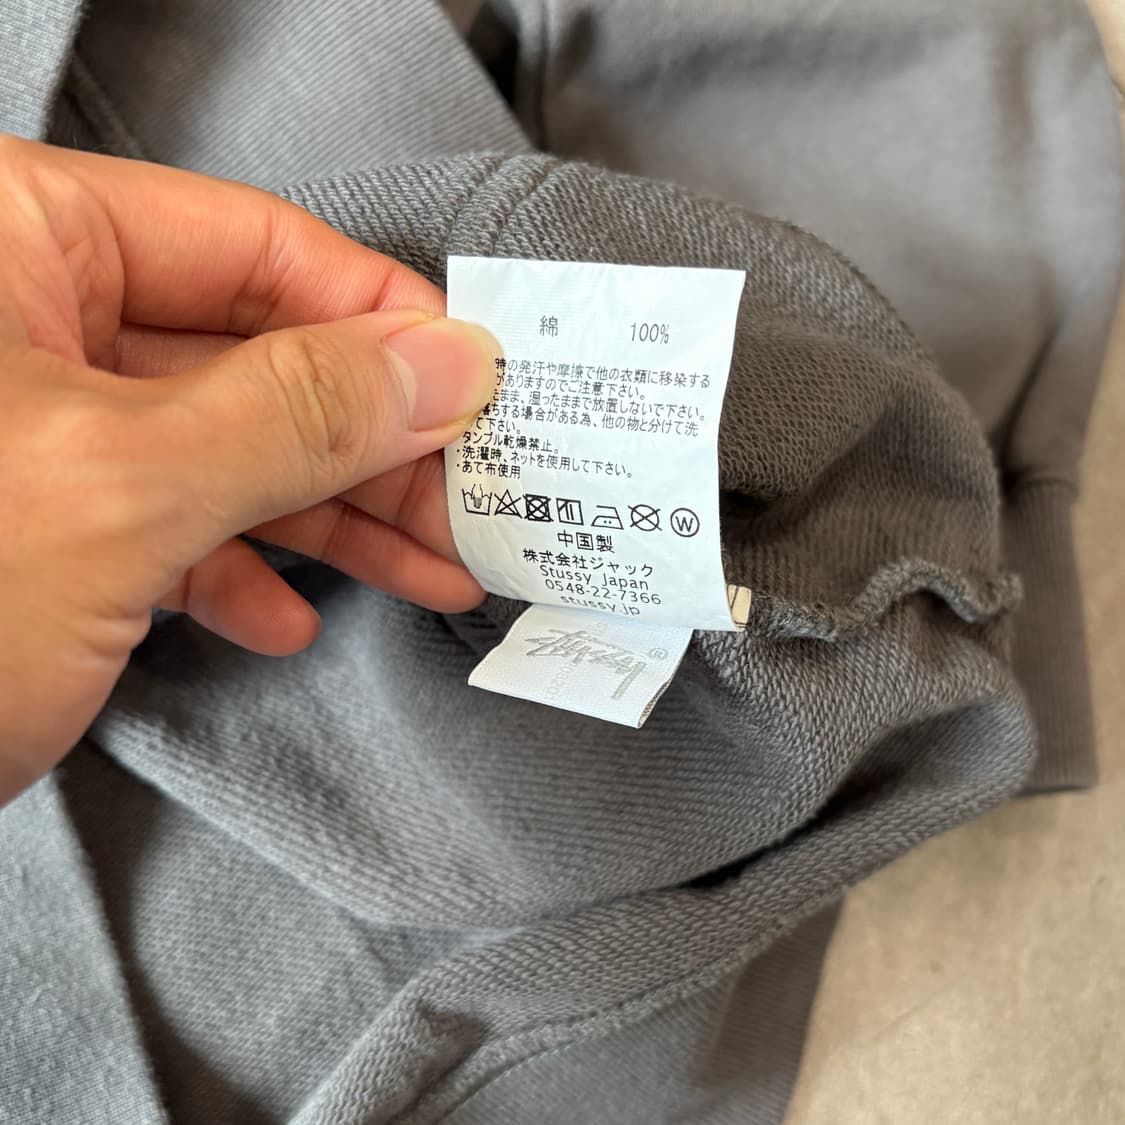 綿 100%
時の発汗や摩擦で他の衣類に移染する
がありますのでご注意下さい。
たまま、湿ったままで放置しないで下さい。
落ちする場合がある為、他の物と分けて洗
て下さい。
タンブル乾燥禁止。
・洗濯時、ネットを使用して下さい。
・あて布使用
W
中国製
株式会社ジャック
Stussy Japan
0548-22-7366
stussy.jp
Stüssy ®